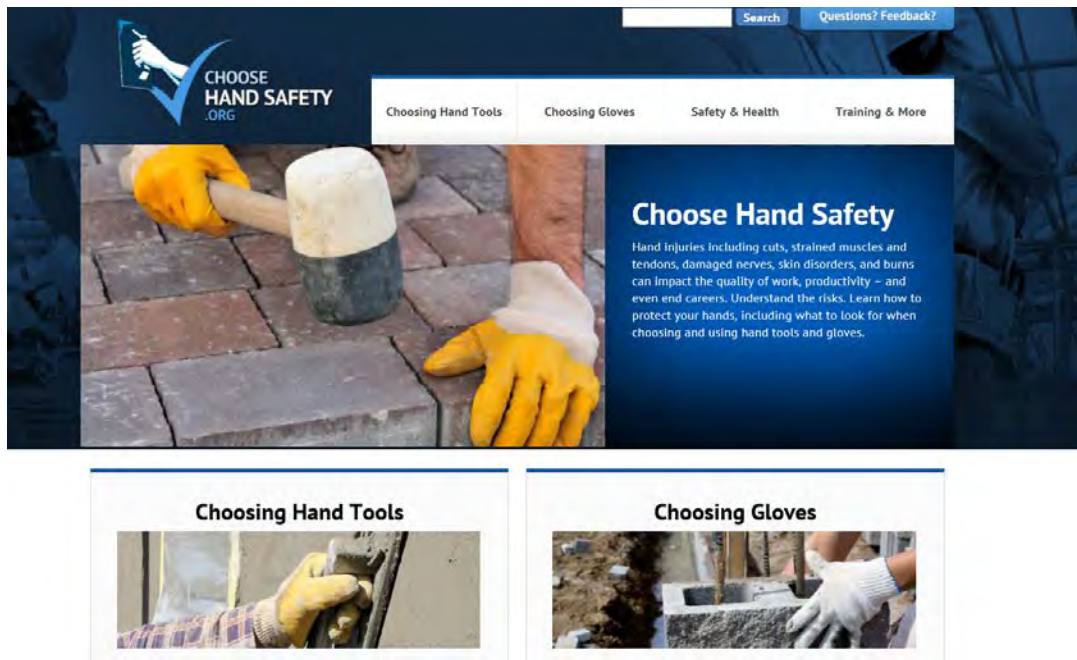 Search
Questions? Feedback?
CHOOSE
HAND SAFETY
.ORG
Choosing Hand Tools
Choosing Gloves
Safety & Health
Training & More
Choose Hand Safety
Hand injuries including cuts, strained muscles and
tendons, damaged nerves, skin disorders, and burns
can impact the quality of work, productivity – and
even end careers. Understand the risks. Learn how to
protect your hands, including what to look for when
choosing and using hand tools and gloves.
Choosing Hand Tools
Choosing Gloves